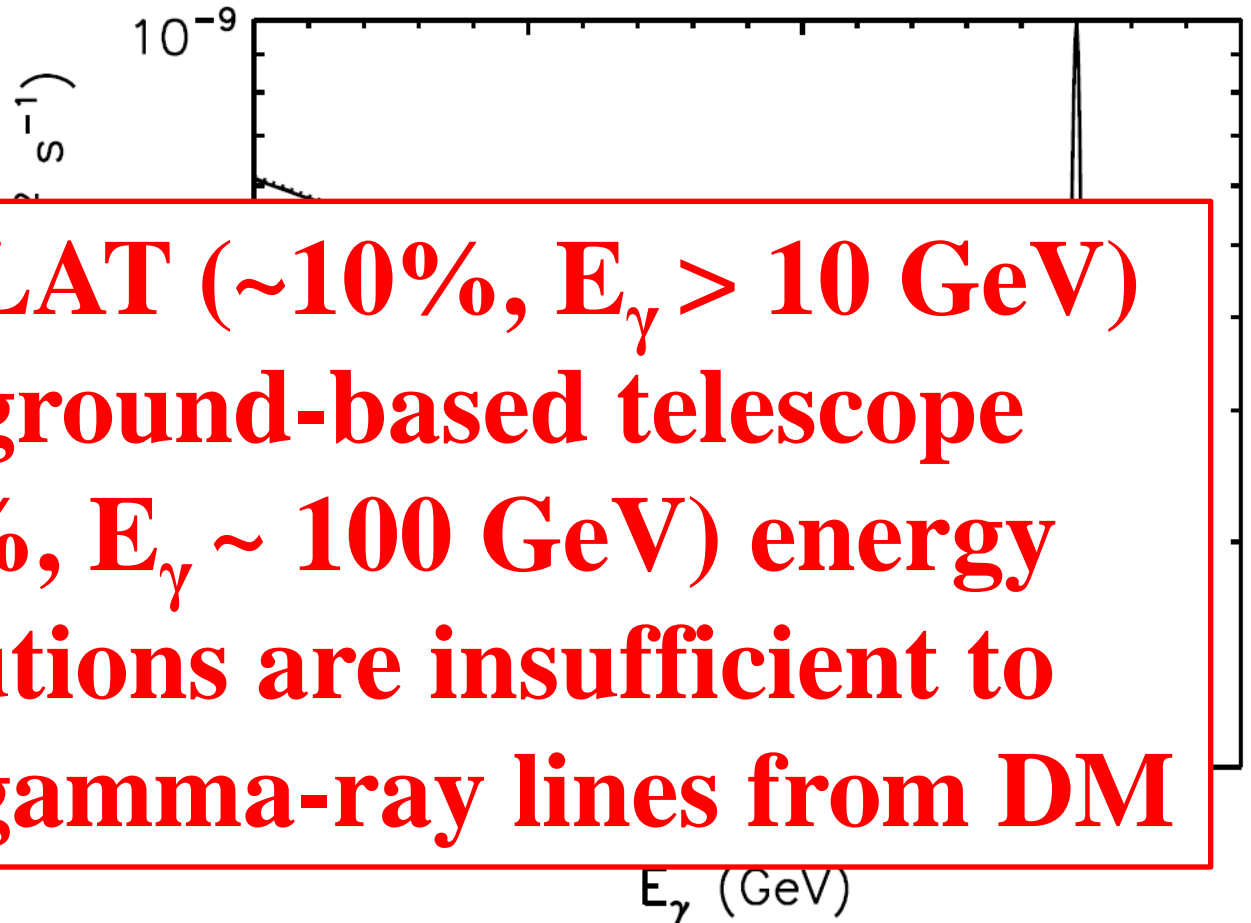 10⁻⁹
s⁻¹)
LAT (~10%, Eγ > 10 GeV)
ground-based telescope
%, Eγ ~ 100 GeV) energy
utions are insufficient to
gamma-ray lines from DM
Eγ (GeV)